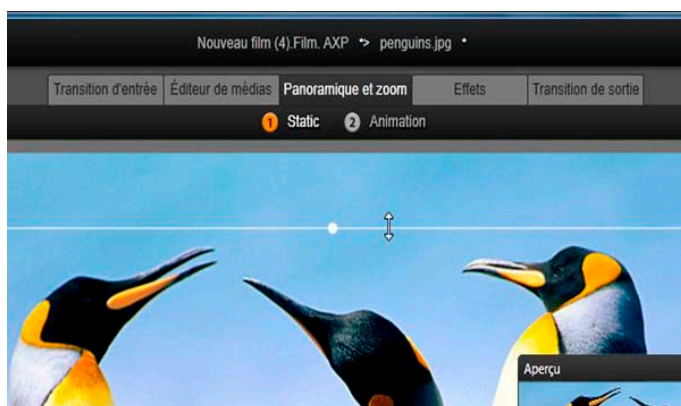 Nouveau film (4).Film. AXP •> penguins.jpg •
Transition d'entrée Éditeur de médias Panoramique et zoom Effets Transition de sortie
1 Static 2 Animation
Aperçu